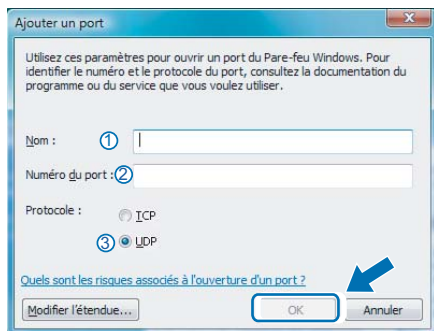 Ajouter un port
Utilisez ces paramètres pour ouvrir un port du Pare-feu Windows. Pour
identifier le numéro et le protocole du port, consultez la documentation du
programme ou du service que vous voulez utiliser.
Nom : ①
Numéro du port : ②
Protocole : TCP
③ UDP
Quels sont les risques associés à l'ouverture d'un port ?
Modifier l'étendue... OK Annuler